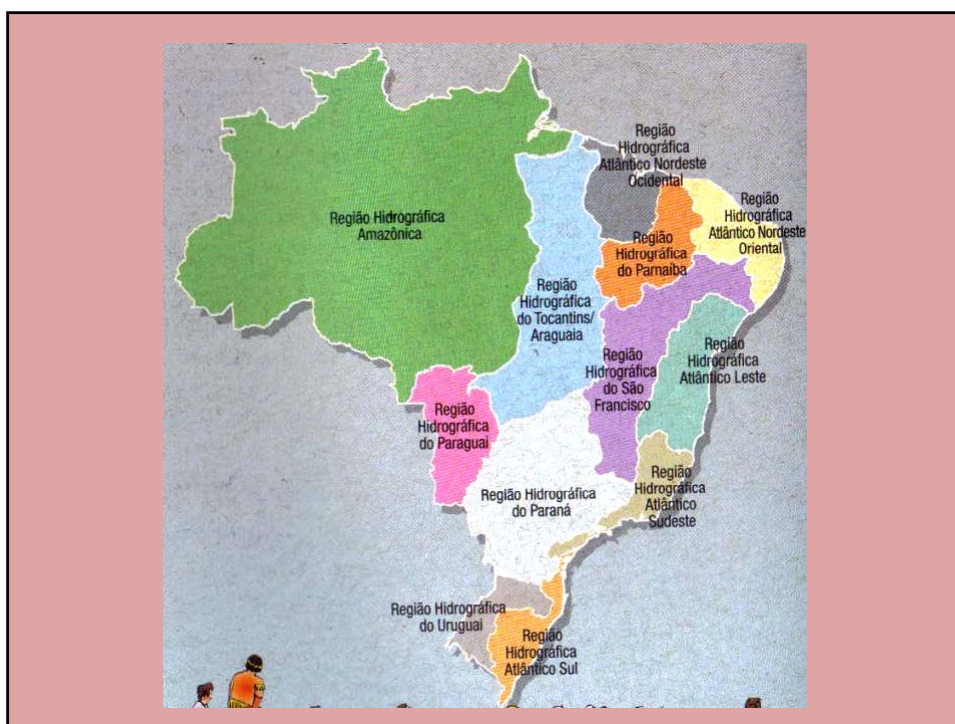 Região Hidrográfica
Amazônica
Região
Hidrográfica
Atlântico Nordeste
Ocidental
Região
Hidrográfica
Atlântico Nordeste
Oriental
Região
Hidrográfica
do Parnaíba
Região
Hidrográfica
do Tocantins/
Araguaia
Região
Hidrográfica
Atlântico Leste
Região
Hidrográfica
do São
Francisco
Região
Hidrográfica
do Paraguai
Região
Hidrográfica
Atlântico
Sudeste
Região Hidrográfica
do Paraná
Região Hidrográfica
do Uruguai
Região
Hidrográfica
Atlântico Sul